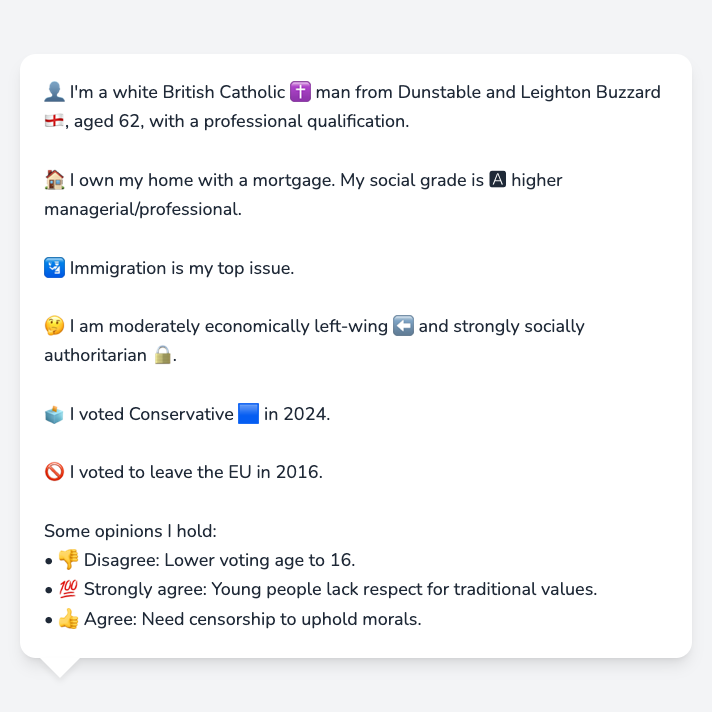 👤 I'm a white British Catholic ✝️ man from Dunstable and Leighton Buzzard
🏴󠁧󠁢󠁥󠁮󠁧󠁿, aged 62, with a professional qualification.
🏠 I own my home with a mortgage. My social grade is 🅰 higher
managerial/professional.
🛂 Immigration is my top issue.
🤔 I am moderately economically left-wing ⬅️ and strongly socially
authoritarian 🔒.
🗳️ I voted Conservative 🟦 in 2024.
🚫 I voted to leave the EU in 2016.
Some opinions I hold:
• 👎 Disagree: Lower voting age to 16.
• 💯 Strongly agree: Young people lack respect for traditional values.
• 👍 Agree: Need censorship to uphold morals.